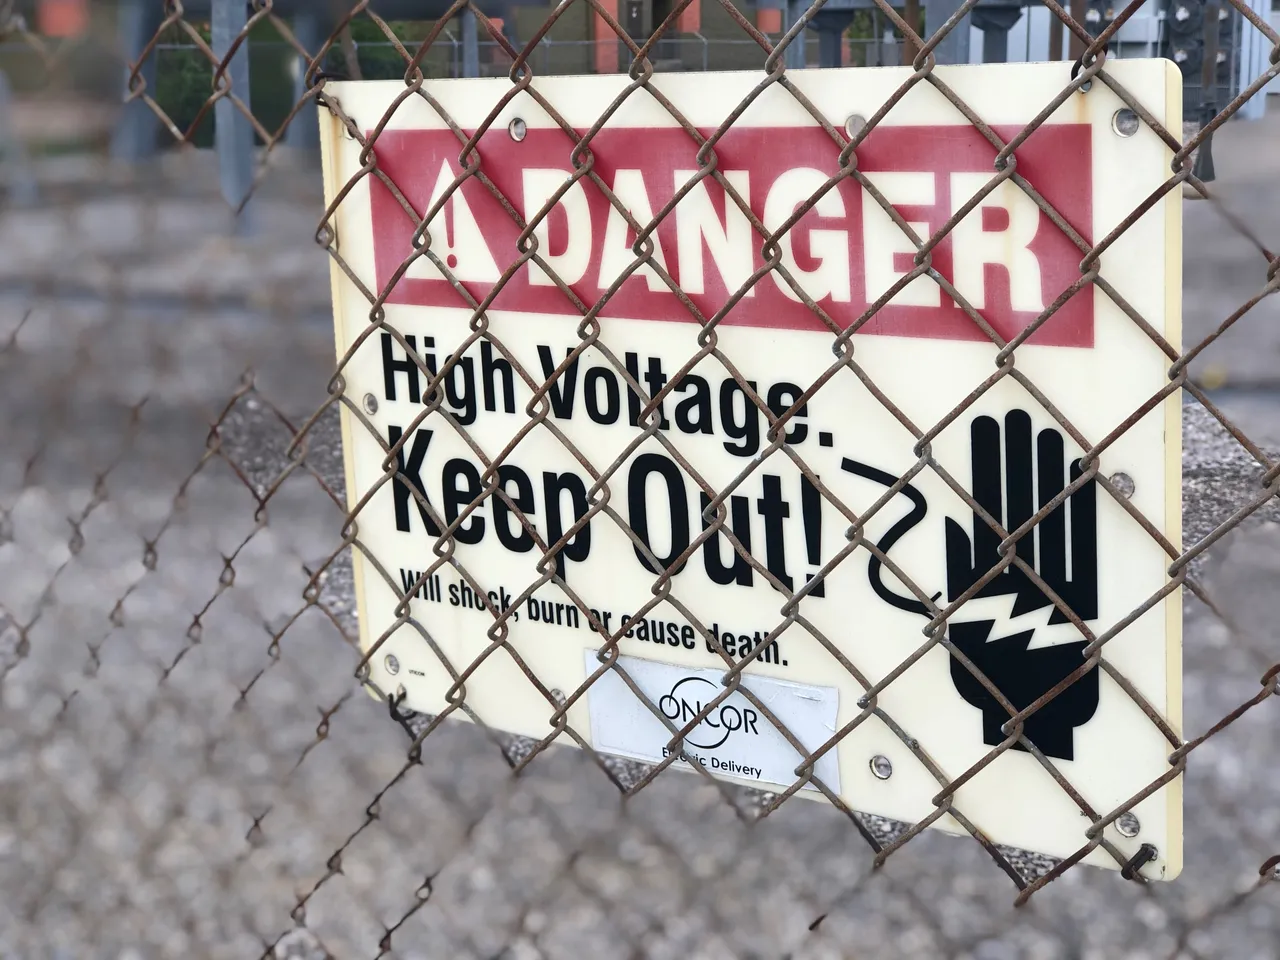 DANGER
High Voltage.
Keep Out!
Will shock, burn or cause death.
ONCOR
Electric Delivery